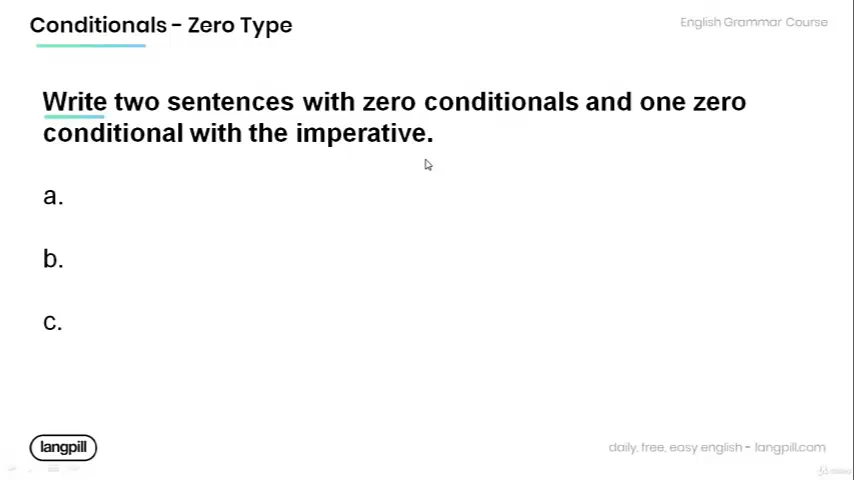 Conditionals - Zero Type
English Grammar Course
Write two sentences with zero conditionals and one zero
conditional with the imperative.
a.
b.
c.
langpill
daily, free, easy english - langpill.com